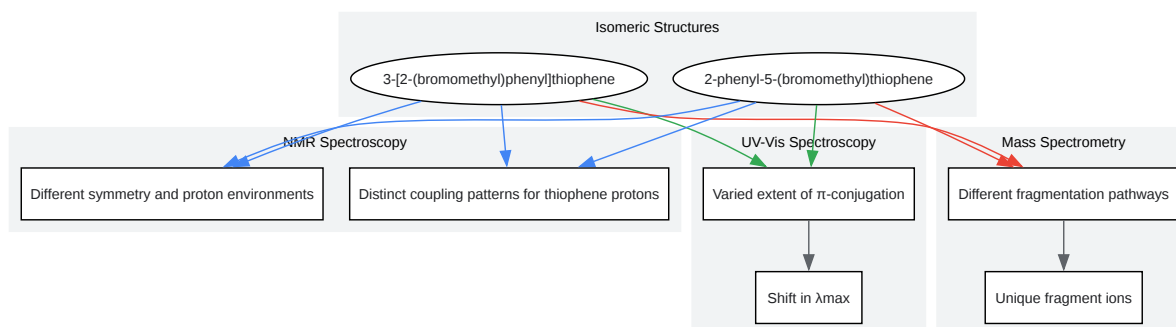 Isomeric Structures
3-[2-(bromomethyl)phenyl]thiophene
2-phenyl-5-(bromomethyl)thiophene
NMR Spectroscopy
UV-Vis Spectroscopy
Mass Spectrometry
Different symmetry and proton environments
Distinct coupling patterns for thiophene protons
Varied extent of π-conjugation
Different fragmentation pathways
Shift in λmax
Unique fragment ions